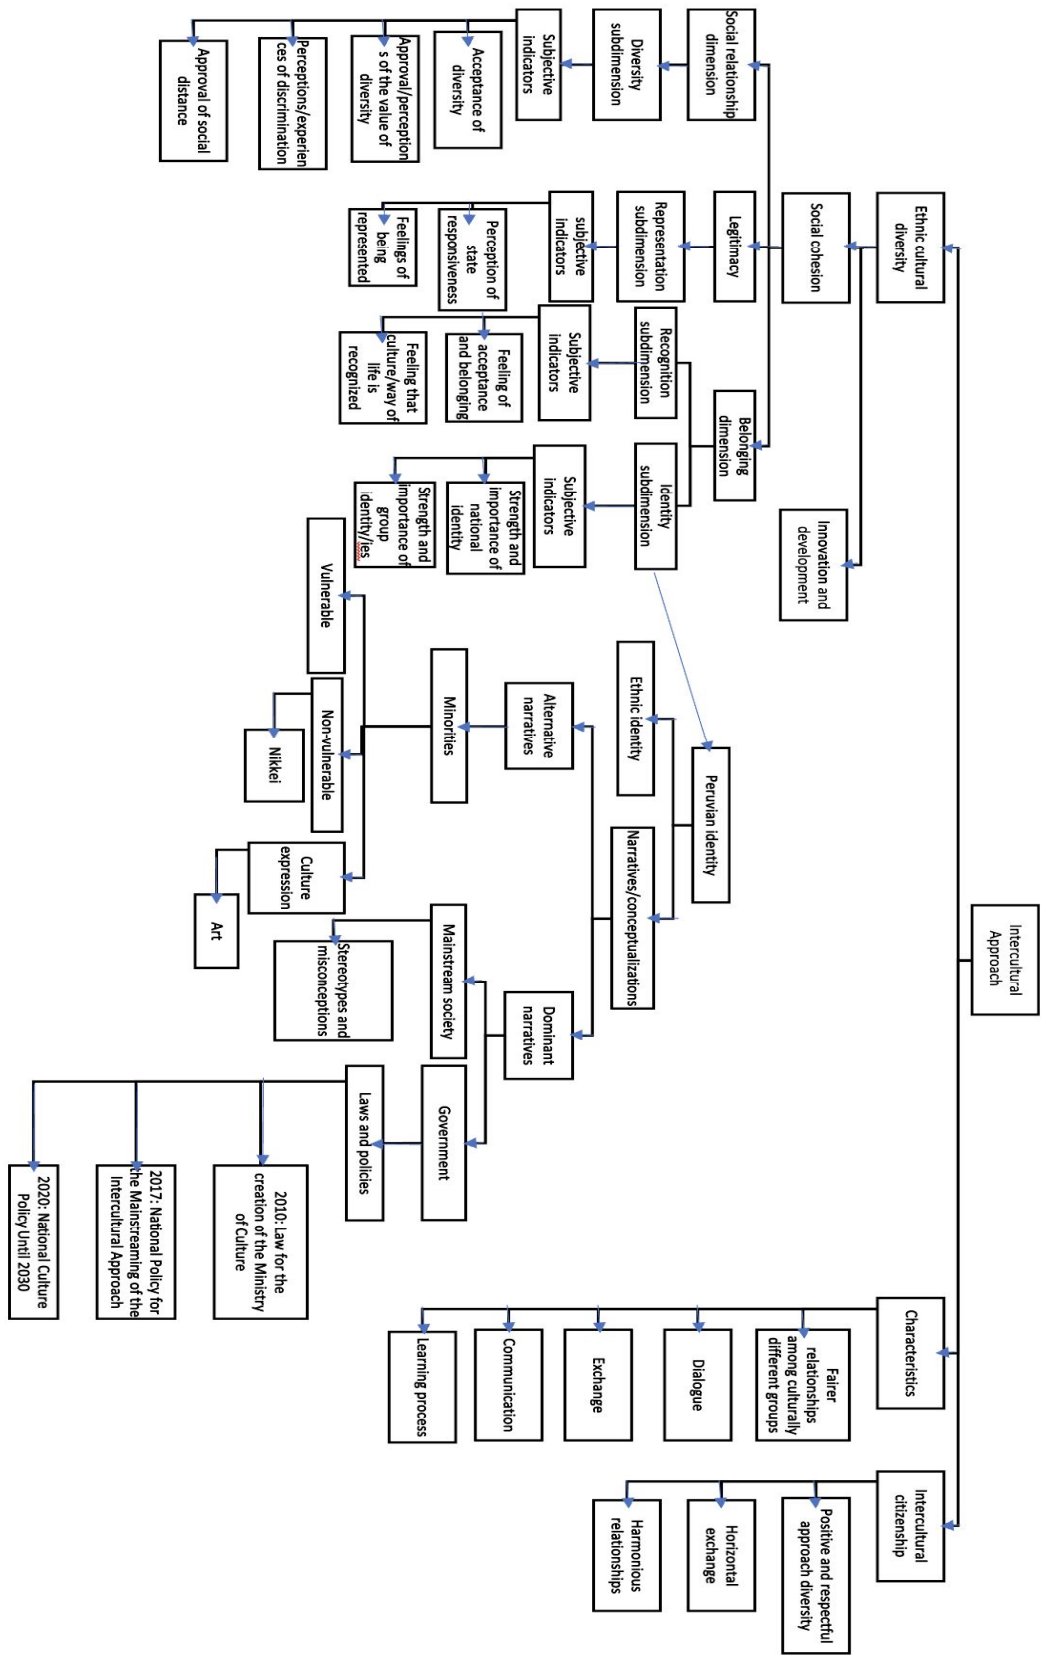 Intercultural
Approach
Ethnic cultural
diversity
Characteristics
Intercultural
citizenship
Social cohesion
Innovation and
development
Fairer
relationships
among culturally
different groups
Dialogue
Exchange
Communication
Learning process
Positive and respectful
approach diversity
Horizontal
exchange
Harmonious
relationships
Social relationship
dimension
Legitimacy
Belonging
dimension
Diversity
subdimension
Representation
subdimension
Recognition
subdimension
Identity
subdimension
Subjective
indicators
subjective
indicators
Subjective
indicators
Subjective
indicators
Acceptance of
diversity
Approval/perception
s of the value of
diversity
Perceptions/experien
ces of discrimination
Approval of social
distance
Perception of
state
responsiveness
Feelings of
being
represented
Feeling of
acceptance
and belonging
Feeling that
culture/way of
life is
recognized
Strength and
importance of
national
identity
Strength and
importance of
group
identity/ies
Peruvian identity
Ethnic identity
Narratives/conceptualizations
Alternative
narratives
Dominant
narratives
Minorities
Mainstream society
Government
Vulnerable
Non-vulnerable
Culture
expression
Nikkei
Art
Stereotypes and
misconceptions
Laws and policies
2010: Law for the
creation of the Ministry
of Culture
2017: National Policy for
the Mainstreaming of the
Intercultural Approach
2020: National Culture
Policy Until 2030